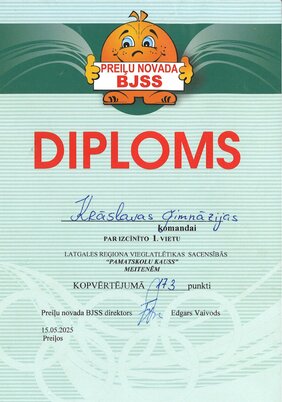 PREIĻU NOVADA
BJSS
DIPLOMS
Krāslavas ģimnāzijas
komandai
PAR IZCĪNĪTO 1. VIETU
LATGALES REĢIONA VIEGLATLĒTIKAS SACENSĪBĀS
"PAMATSKOLU KAUSS"
MEITENĒM
KOPVĒRTĒJUMĀ 173 punkti
Preiļu novada BJSS direktors Edgars Vaivods
15.05.2025
Preiļos